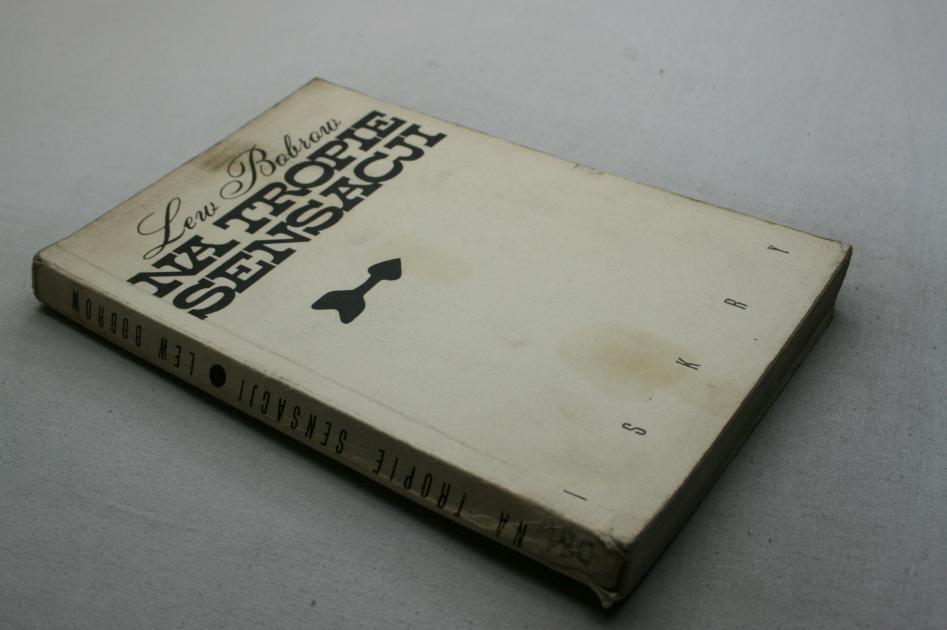 Lew Bobrow
NA TROPIE
SENSACJI
I S K R Y
NA TROPIE SENSACJI ● LEW BOBROW